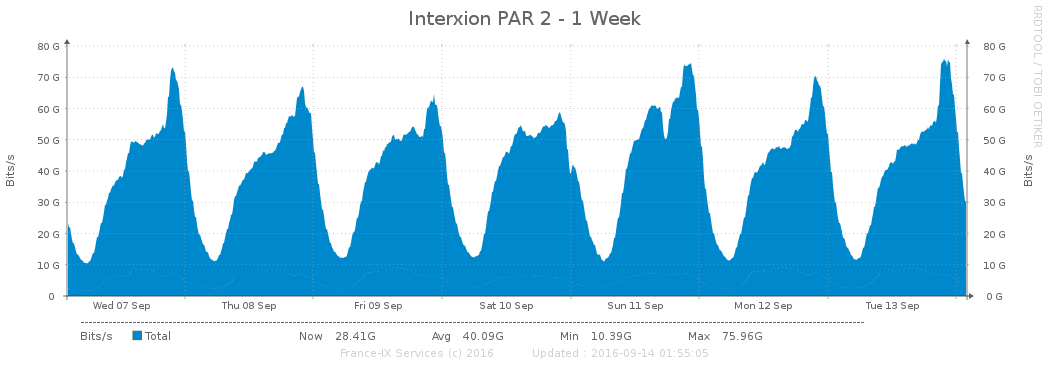 Interxion PAR 2 - 1 Week
RRDTOOL / TOBI OETIKER
80 G 80 G
70 G 70 G
60 G 60 G
50 G 50 G
40 G 40 G
30 G 30 G
20 G 20 G
10 G 10 G
0 0 G
Bits/s
Bits/s
Wed 07 Sep Thu 08 Sep Fri 09 Sep Sat 10 Sep Sun 11 Sep Mon 12 Sep Tue 13 Sep
Bits/s Total Now 28.41G Avg 40.09G Min 10.39G Max 75.96G
France-IX Services (c) 2016 Updated : 2016-09-14 01:55:05